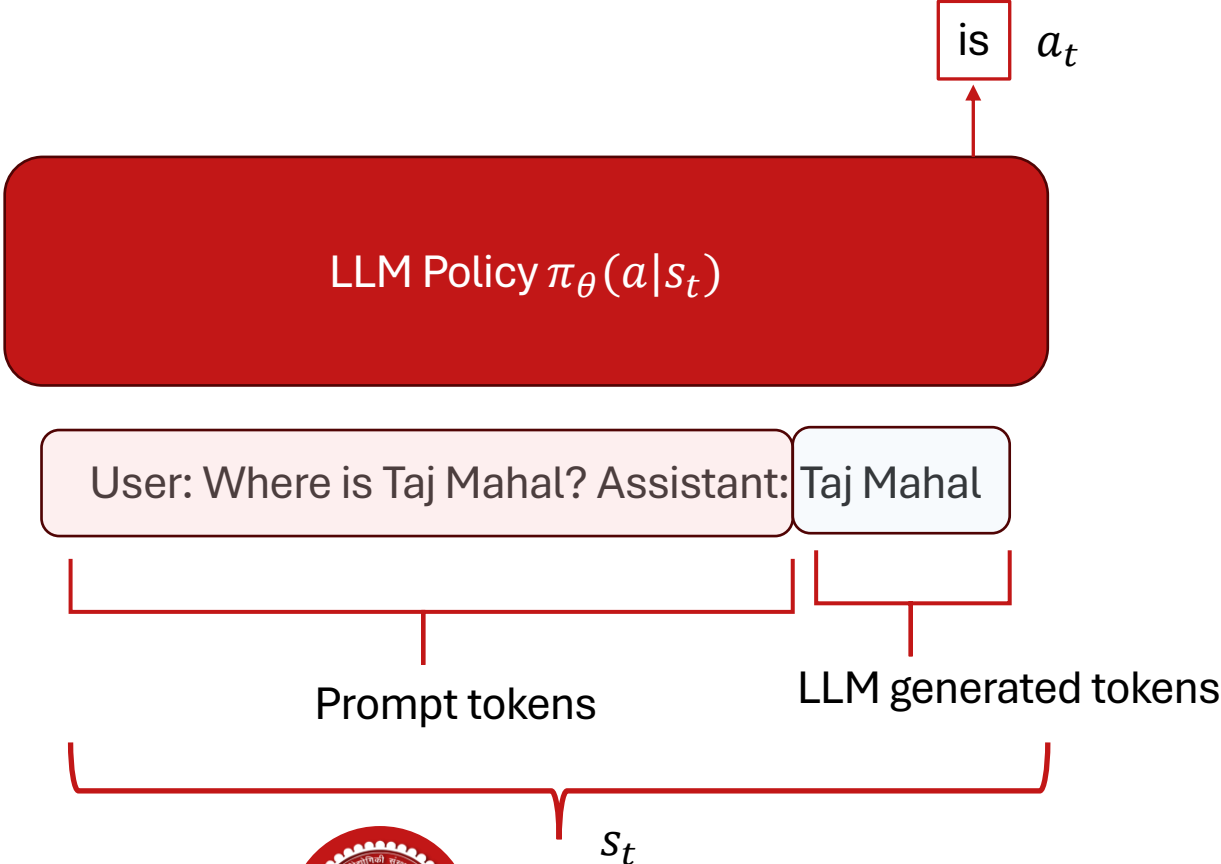 is
a_t
LLM Policy π_θ(a|s_t)
User: Where is Taj Mahal? Assistant: Taj Mahal
Prompt tokens
LLM generated tokens
s_t